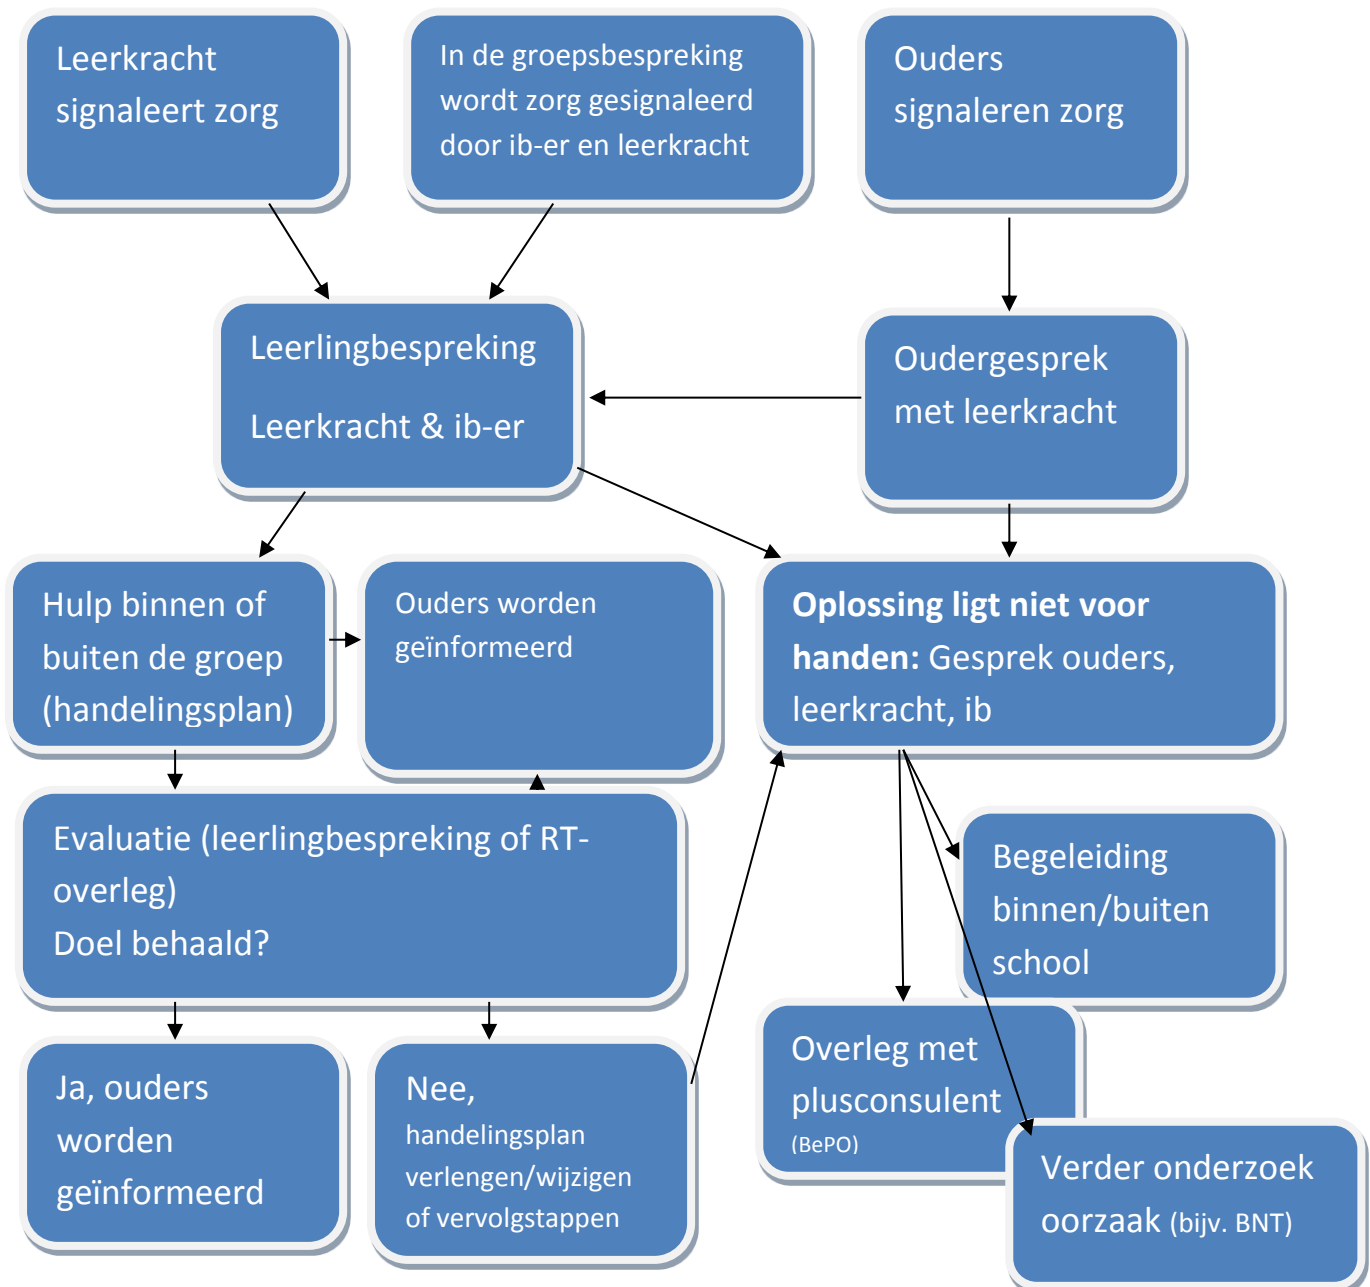 Leerkracht
signaleert zorg
In de groepsbespreking
wordt zorg gesignaleerd
door ib-er en leerkracht
Ouders
signaleren zorg
Leerlingbespreking
Leerkracht & ib-er
Oudergesprek
met leerkracht
Hulp binnen of
buiten de groep
(handelingsplan)
Ouders worden
geïnformeerd
Oplossing ligt niet voor
handen: Gesprek ouders,
leerkracht, ib
Evaluatie (leerlingbespreking of RT-
overleg)
Doel behaald?
Begeleiding
binnen/buiten
school
Ja, ouders
worden
geïnformeerd
Nee,
handelingsplan
verlengen/wijzigen
of vervolgstappen
Overleg met
plusconsulent
(BePO)
Verder onderzoek
oorzaak (bijv. BNT)